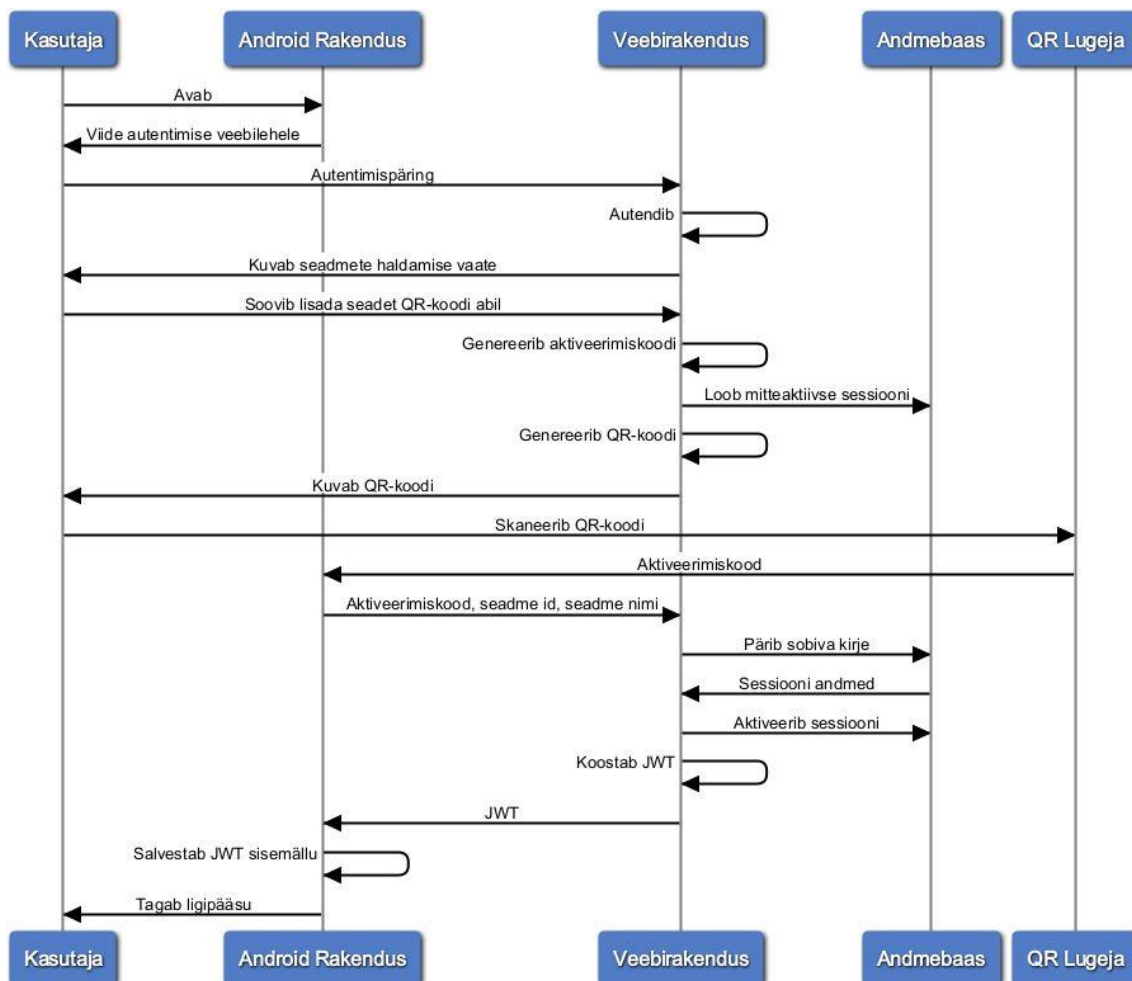 Kasutaja Android Rakendus Veebirakendus Andmebaas QR Lugeja
Avab
Viide autentimise veebilehele
Autentimispäring
Autendib
Kuvab seadmete haldamise vaate
Soovib lisada seadet QR-koodi abil
Genereerib aktiveerimiskoodi
Loob mitteaktiivse sessiooni
Genereerib QR-koodi
Kuvab QR-koodi
Skaneerib QR-koodi
Aktiveerimiskood
Aktiveerimiskood, seadme id, seadme nimi
Pärib sobiva kirje
Sessiooni andmed
Aktiveerib sessiooni
Koostab JWT
JWT
Salvestab JWT sisemällu
Tagab ligipääsu
Kasutaja Android Rakendus Veebirakendus Andmebaas QR Lugeja